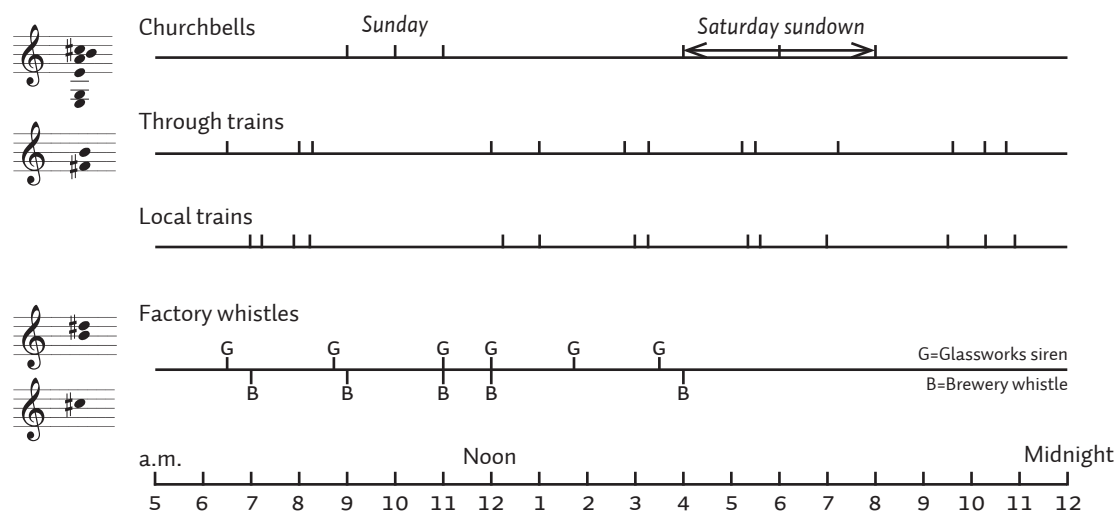 Churchbells Sunday Saturday sundown
Through trains
Local trains
Factory whistles
G G G G G G
G=Glassworks siren
B B B B B
B=Brewery whistle
a.m. Noon Midnight
5 6 7 8 9 10 11 12 1 2 3 4 5 6 7 8 9 10 11 12